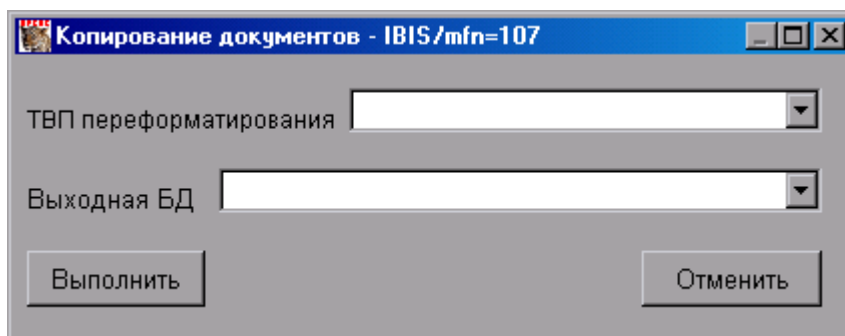 Копирование документов - IBIS/mfn=107
ТВП переформатирования
Выходная БД
Выполнить Отменить